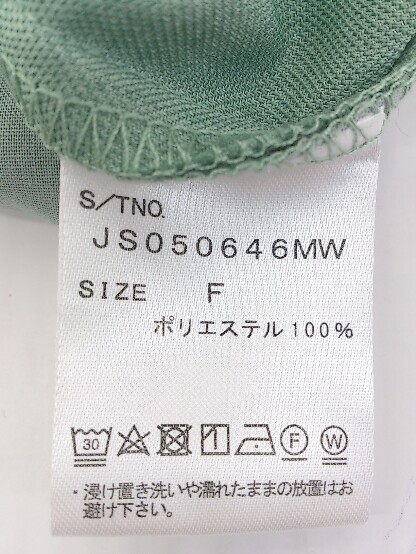 S/TNO.
JS050646MW
SIZE F
ポリエステル100%
30 F W
・浸け置き洗いや濡れたままの放置はお
避け下さい。